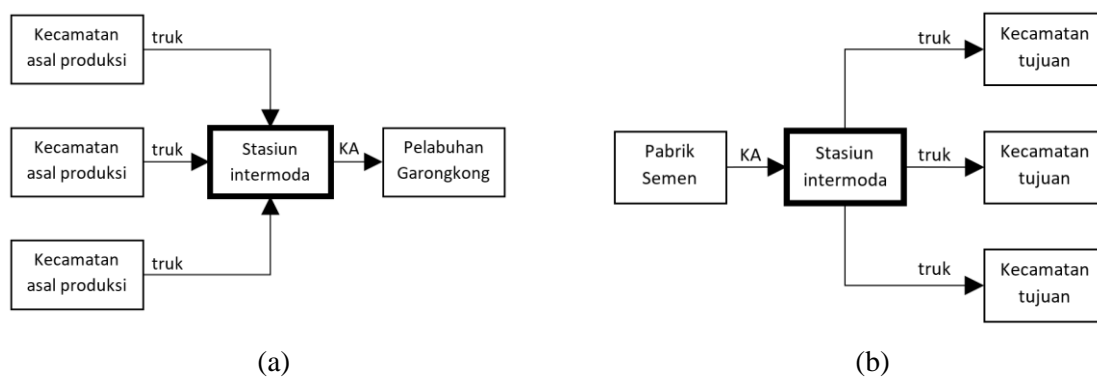 Kecamatan
asal produksi
truk
Kecamatan
asal produksi
truk
Stasiun
intermoda
KA
Pelabuhan
Garongkong
Kecamatan
asal produksi
truk
(a)
truk
Kecamatan
tujuan
Pabrik
Semen
KA
Stasiun
intermoda
truk
Kecamatan
tujuan
truk
Kecamatan
tujuan
(b)